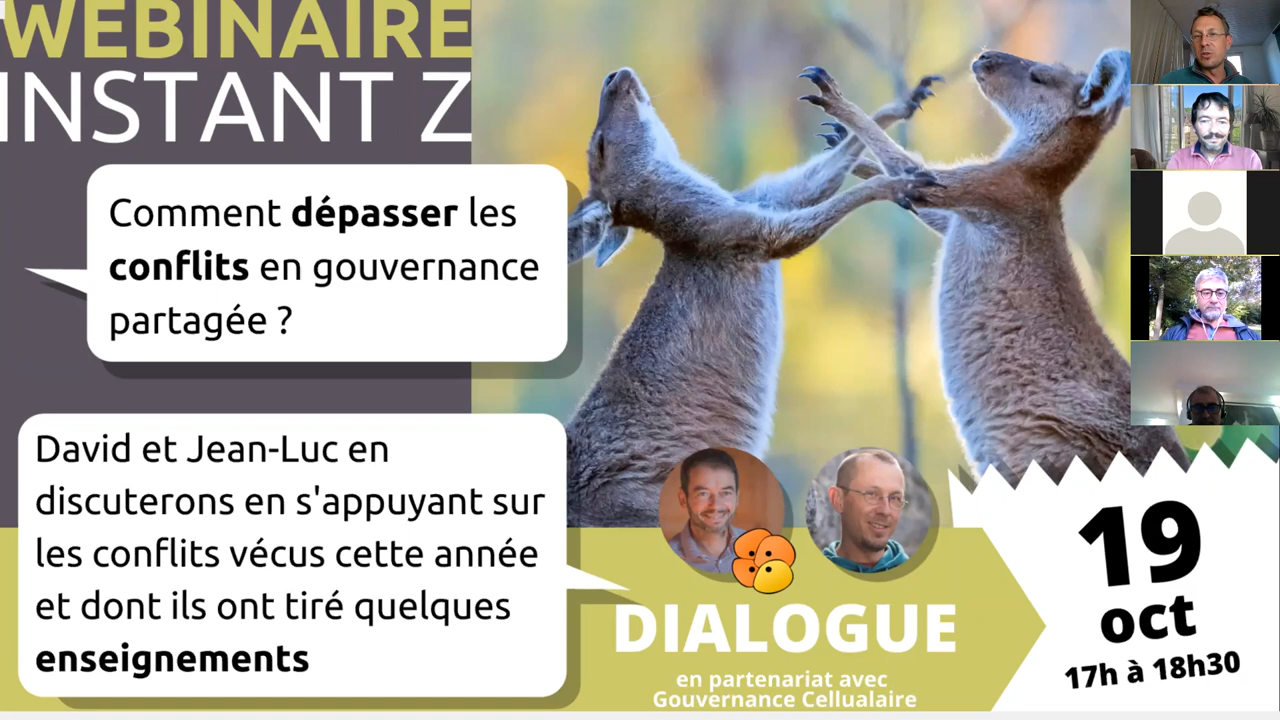 WEBINAIRE
INSTANT Z
Comment dépasser les
conflits en gouvernance
partagée ?
David et Jean-Luc en
discuterons en s'appuyant sur
les conflits vécus cette année
et dont ils ont tiré quelques
enseignements
DIALOGUE
en partenariat avec
Gouvernance Cellualaire
19
oct
17h à 18h30